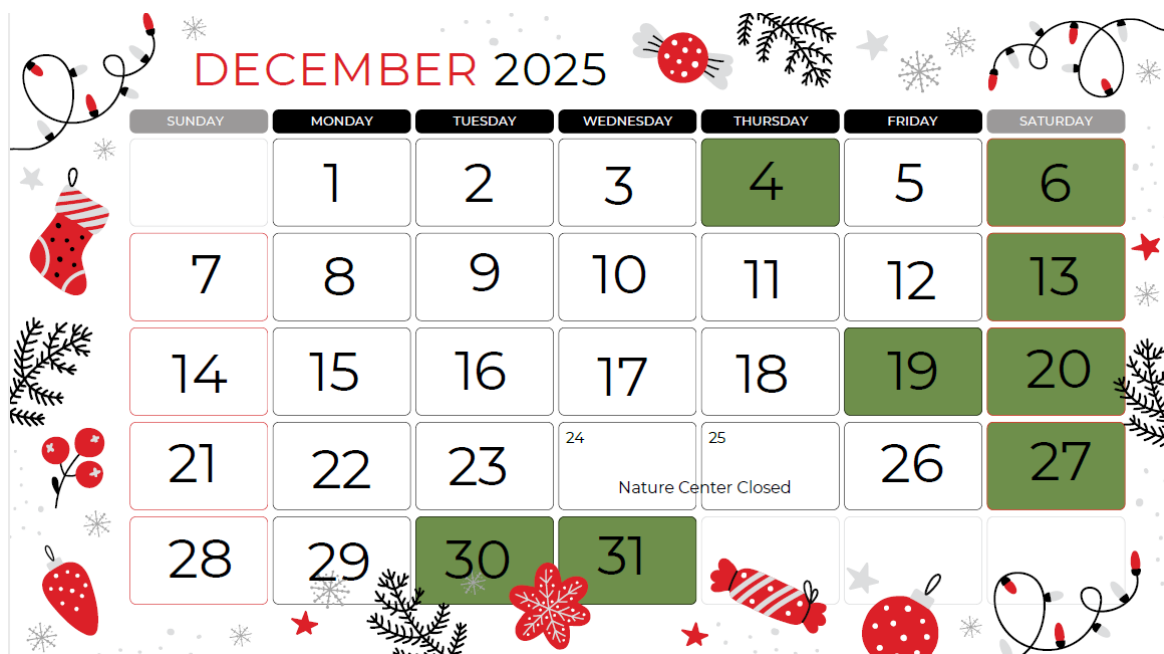 DECEMBER 2025
SUNDAY MONDAY TUESDAY WEDNESDAY THURSDAY FRIDAY SATURDAY
1 2 3 4 5 6
7 8 9 10 11 12 13
14 15 16 17 18 19 20
21 22 23 24 25 26 27
Nature Center Closed
28 29 30 31